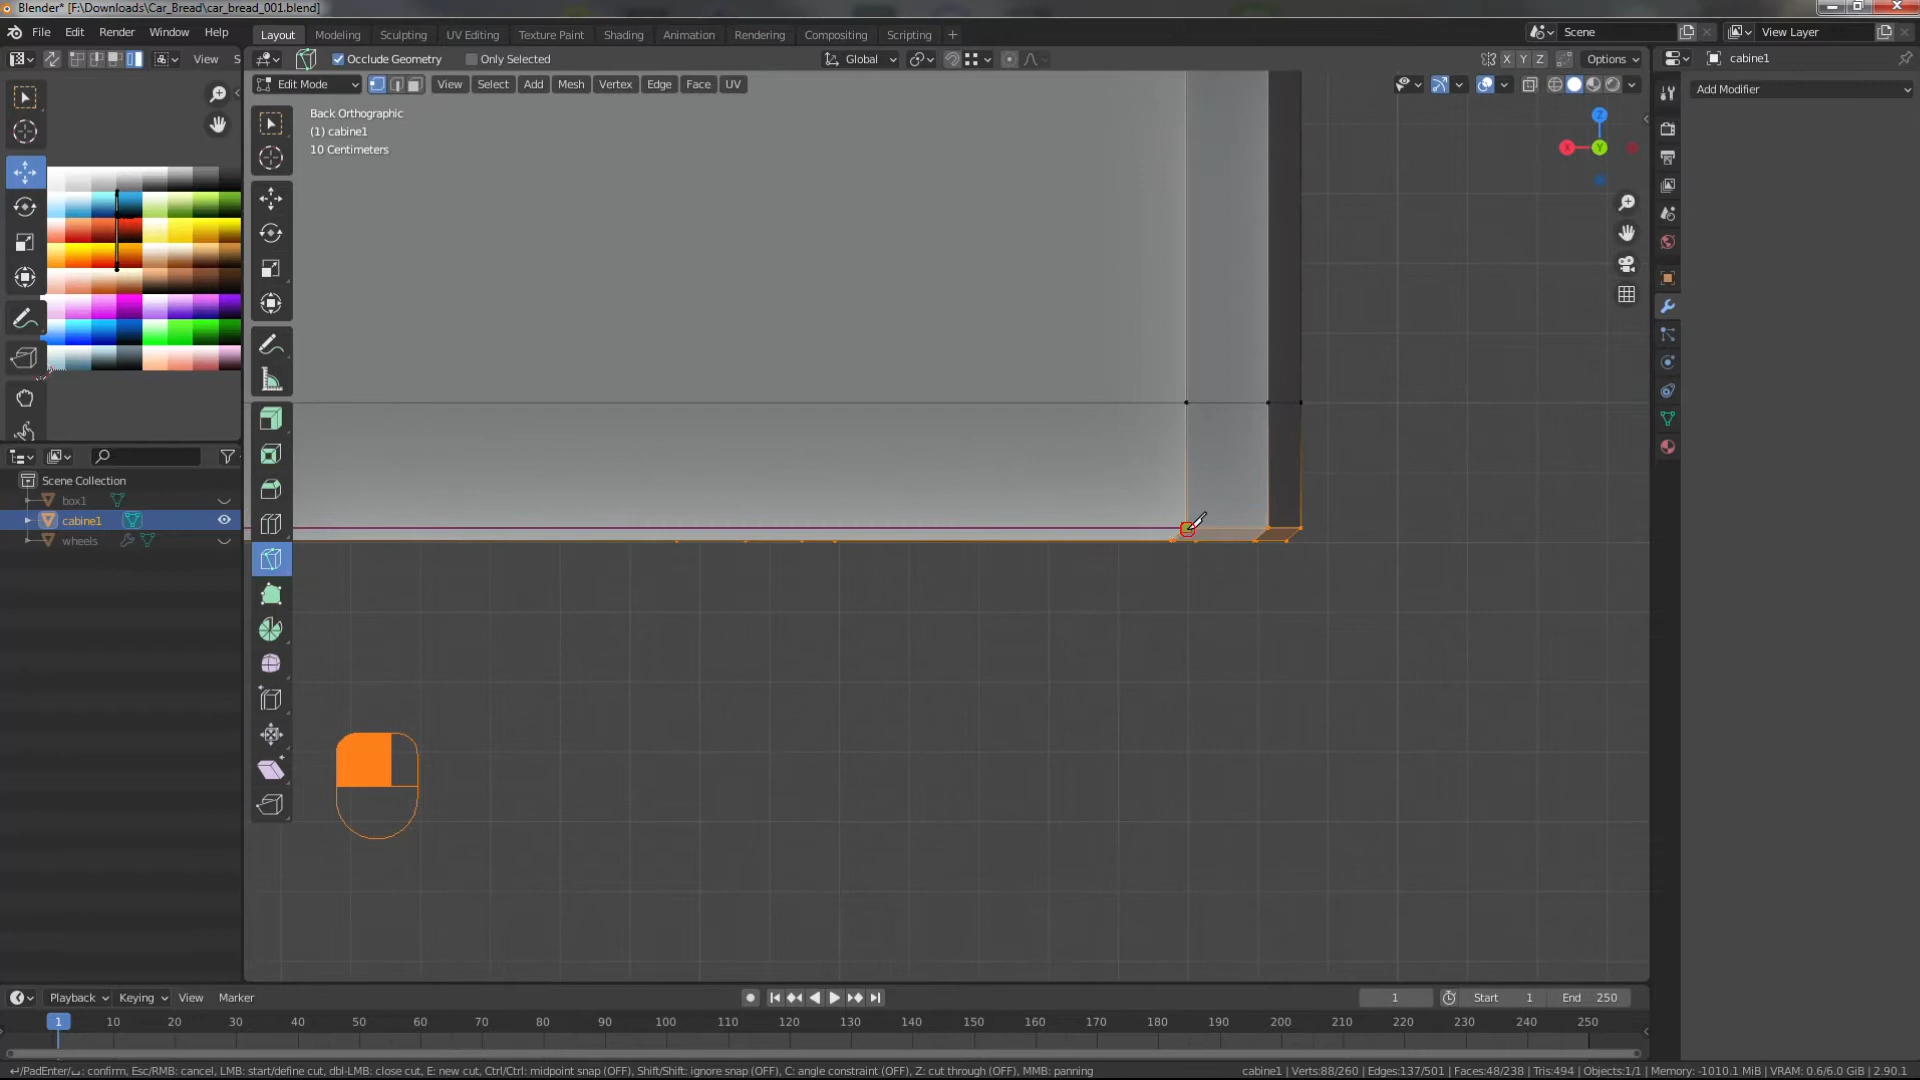 Blender* [F:\Downloads\Car_Bread\car_bread_001.blend]
File Edit Render Window Help
Layout Modeling Sculpting UV Editing Texture Paint Shading Animation Rendering Compositing Scripting +
Scene
View Layer
View S
Occlude Geometry
Only Selected
Global
X Y Z
Options
cabine1
Edit Mode
View Select Add Mesh Vertex Edge Face UV
Add Modifier
Back Orthographic
(1) cabine1
10 Centimeters
Z
X
Y
Scene Collection
box1
cabine1
wheels
Playback Keying View Marker
1
Start 1
End 250
1 10 20 30 40 50 60 70 80 90 100 110 120 130 140 150 160 170 180 190 200 210 220 230 240 250
/PadEnter/: confirm, Esc/RMB: cancel, LMB: start/define cut, dbl-LMB: close cut, E: new cut, Ctrl/Ctrl: midpoint snap (OFF), Shift/Shift: ignore snap (OFF), C: angle constraint (OFF), Z: cut through (OFF), MMB: panning
cabine1 | Verts:88/260 | Edges:137/501 | Faces:48/238 | Tris:494 | Objects:1/1 | Memory: -1010.1 MiB | VRAM: 0.6/6.0 GiB | 2.90.1